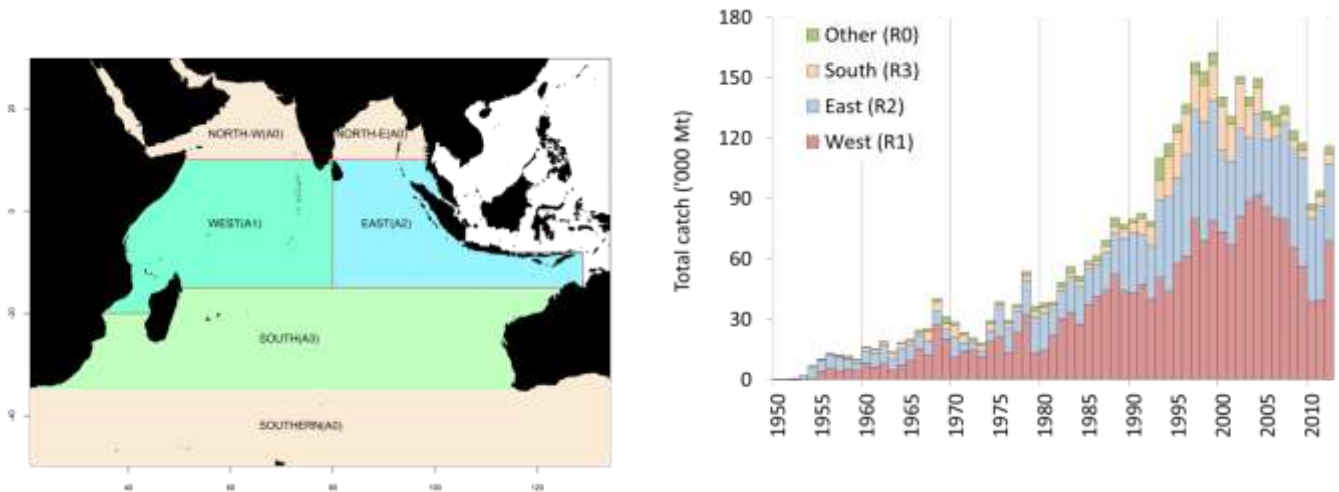 NORTH-W(A0)
NORTH-E(A0)
WEST(A1)
EAST(A2)
SOUTH(A3)
SOUTHERN(A0)
20
0
-20
-40
40
60
80
100
120
Total catch ('000 Mt)
180
150
120
90
60
30
0
Other (R0)
South (R3)
East (R2)
West (R1)
1950
1955
1960
1965
1970
1975
1980
1985
1990
1995
2000
2005
2010